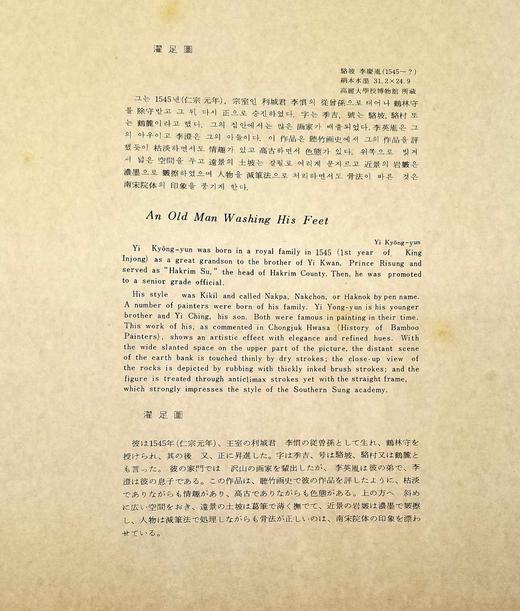 濯足圖
駱坡 李慶胤(1545—?)
絹本水墨 31.2×24.9
高麗大學校博物館 所藏
그는 1545년(仁宗 元年), 宗室인 利城君 李慣의 從曾孫으로 태어나 鶴林守
를 除守받고 그 뒤 다시 正으로 승진하였다. 字는 季吉, 號는 駱坡, 駱村 또
는 鶴麓이라고 했다. 그의 집안에서는 많은 画家가 배출되었다. 李英胤은 그
의 아우이고 李澄은 그의 아들이다. 이 作品은 聽竹画史에서 그의 作品을 評
했듯이 枯淡하면서도 情趣가 있고 高古하면서 色態가 있다. 위쪽으로 빗겨
서 넓은 空間을 두고 遠景의 土坡는 갈필로 여리게 문지르고 近景의 岩皴은
濃墨으로 皴擦하였으며 人物은 減筆法으로 처리하면서도 骨法이 바른 것은
南宋院体의 印象을 풍기게 한다.
An Old Man Washing His Feet
Yi Kyŏng-yun
Yi Kyŏng-yun was born in a royal family in 1545 (1st year of King
Injong) as a great grandson to the brother of Yi Kwan, Prince Risung and
served as "Hakrim Su," the head of Hakrim County. Then, he was promoted
to a senior grade official.
His style was Kikil and called Nakpa, Nakchon, or Haknok by pen name.
A number of painters were born of his family. Yi Yong-yun is his younger
brother and Yi Ching, his son. Both were famous in painting in their time.
This work of his, as commented in Chongjuk Hwasa (History of Bamboo
Painters), shows an artistic effect with elegance and refined hues. With
the wide slanted space on the upper part of the picture, the distant scene
of the earth bank is touched thinly by dry strokes; the close-up view of
the rocks is depicted by rubbing with thickly inked brush strokes; and the
figure is treated through anticlimax strokes yet with the straight frame,
which strongly impresses the style of the Southern Sung academy.
濯足圖
彼は1545年(仁宗元年)、王室の利城君 李慣の從曾孫として生れ、鶴林守を
授けられ、其の後 又、正に昇進した。字は季吉、号は駱坡、駱村又は鶴麓と
も言った。 彼の家門では 沢山の画家を輩出したが、 李英胤は彼の弟で、李
澄は彼の息子である。この作品は、聴竹画史で彼の作品を評したように、枯淡
でありながらも情趣があり、高古でありながらも色態がある。上の方へ 斜め
に広い空間をおき、遠景の土坡は葛筆で薄く撫でて、近景の岩皴は濃墨で皴擦
し、人物は減筆法で処理しながらも骨法が正しいのは、南宋院体の印象を漂わ
せている。